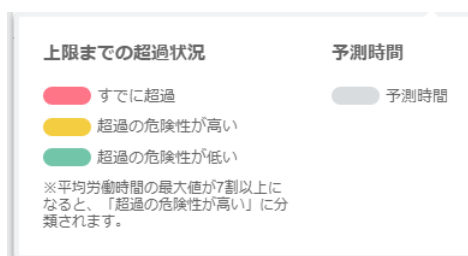 上限までの超過状況
予測時間
すでに超過
予測時間
超過の危険性が高い
超過の危険性が低い
※平均労働時間の最大値が7割以上に
なると、「超過の危険性が高い」に分
類されます。